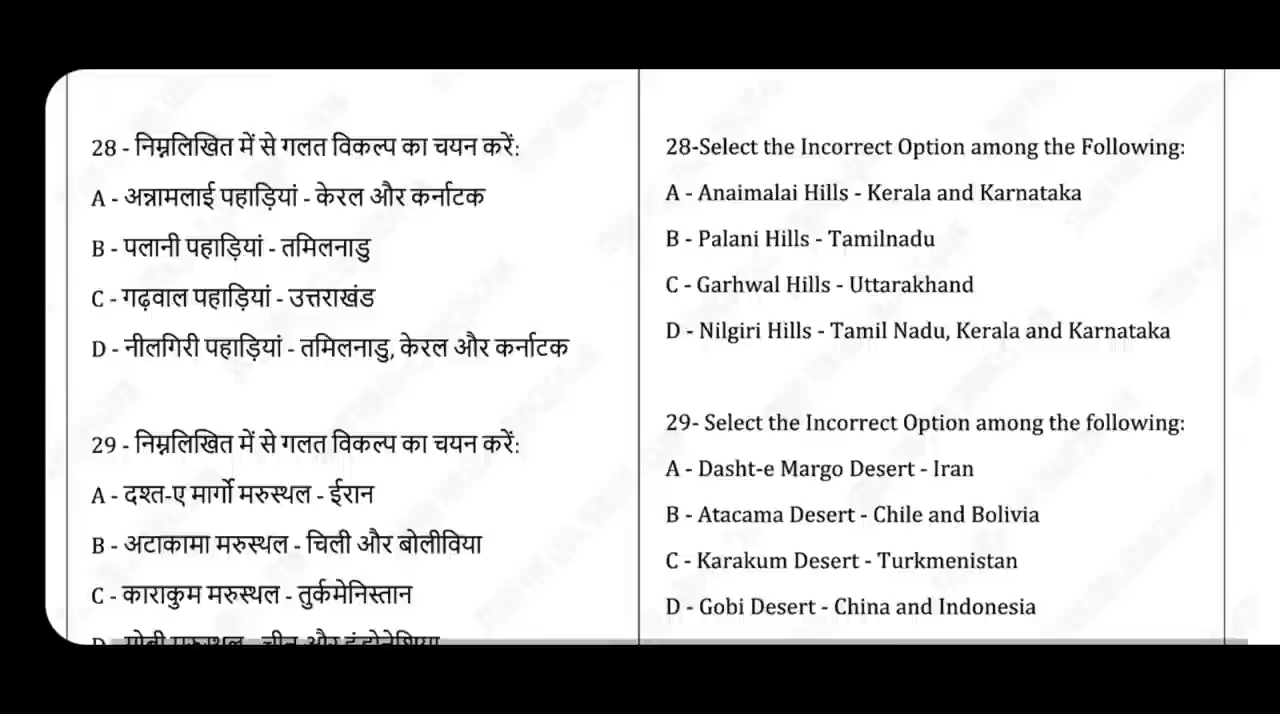 28 - निम्नलिखित में से गलत विकल्प का चयन करें:
A - अन्नामलाई पहाड़ियां - केरल और कर्नाटक
B - पलानी पहाड़ियां - तमिलनाडु
C - गढ़वाल पहाड़ियां - उत्तराखंड
D - नीलगिरी पहाड़ियां - तमिलनाडु, केरल और कर्नाटक
29 - निम्नलिखित में से गलत विकल्प का चयन करें:
A - दश्त-ए मार्गो मरुस्थल - ईरान
B - अटाकामा मरुस्थल - चिली और बोलीविया
C - काराकुम मरुस्थल - तुर्कमेनिस्तान
D - गोबी मरुस्थल - चीन और इंडोनेशिया
28-Select the Incorrect Option among the Following:
A - Anaimalai Hills - Kerala and Karnataka
B - Palani Hills - Tamilnadu
C - Garhwal Hills - Uttarakhand
D - Nilgiri Hills - Tamil Nadu, Kerala and Karnataka
29- Select the Incorrect Option among the following:
A - Dasht-e Margo Desert - Iran
B - Atacama Desert - Chile and Bolivia
C - Karakum Desert - Turkmenistan
D - Gobi Desert - China and Indonesia